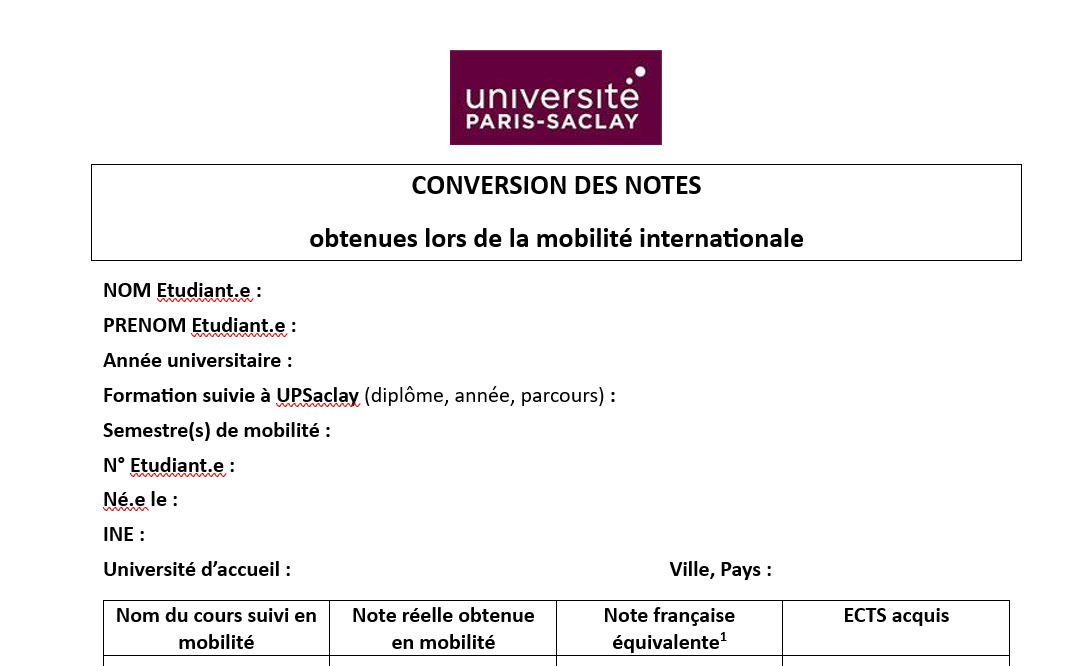 universitė
PARIS-SACLAY
CONVERSION DES NOTES
obtenues lors de la mobilité internationale
NOM Etudiant.e :
PRENOM Etudiant.e :
Année universitaire :
Formation suivie à UPSaclay (diplôme, année, parcours) :
Semestre(s) de mobilité :
N° Etudiant.e :
Né.e le :
INE :
Université d’accueil : Ville, Pays :
Nom du cours suivi en mobilité
Note réelle obtenue en mobilité
Note française équivalente¹
ECTS acquis